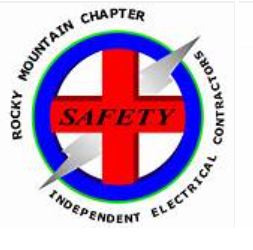 ROCKY MOUNTAIN CHAPTER
SAFETY
INDEPENDENT ELECTRICAL CONTRACTORS